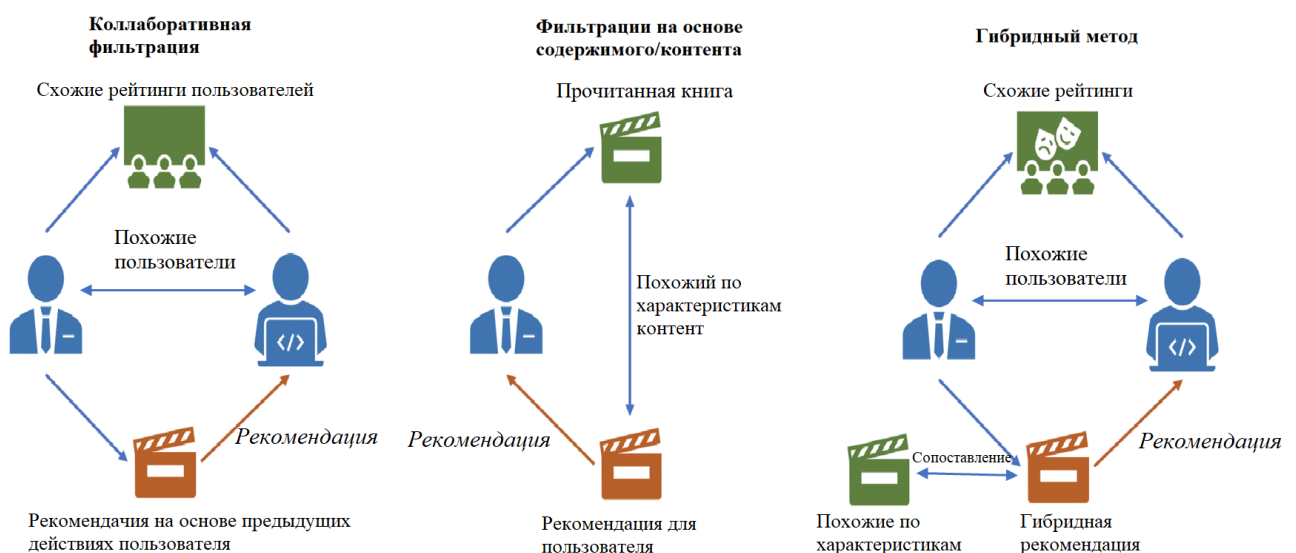 Коллаборативная
фильтрация
Схожие рейтинги пользователей
Похожие
пользователи
</>
Рекомендация
Рекомендачия на основе предыдущих
действиях пользователя
Фильтрации на основе
содержимого/контента
Прочитанная книга
Похожий по
характеристикам
контент
Рекомендация
Рекомендация для
пользователя
Гибридный метод
Схожие рейтинги
Похожие
пользователи
</>
Рекомендация
Сопоставление
Похожие по
характеристикам
Гибридная
рекомендация